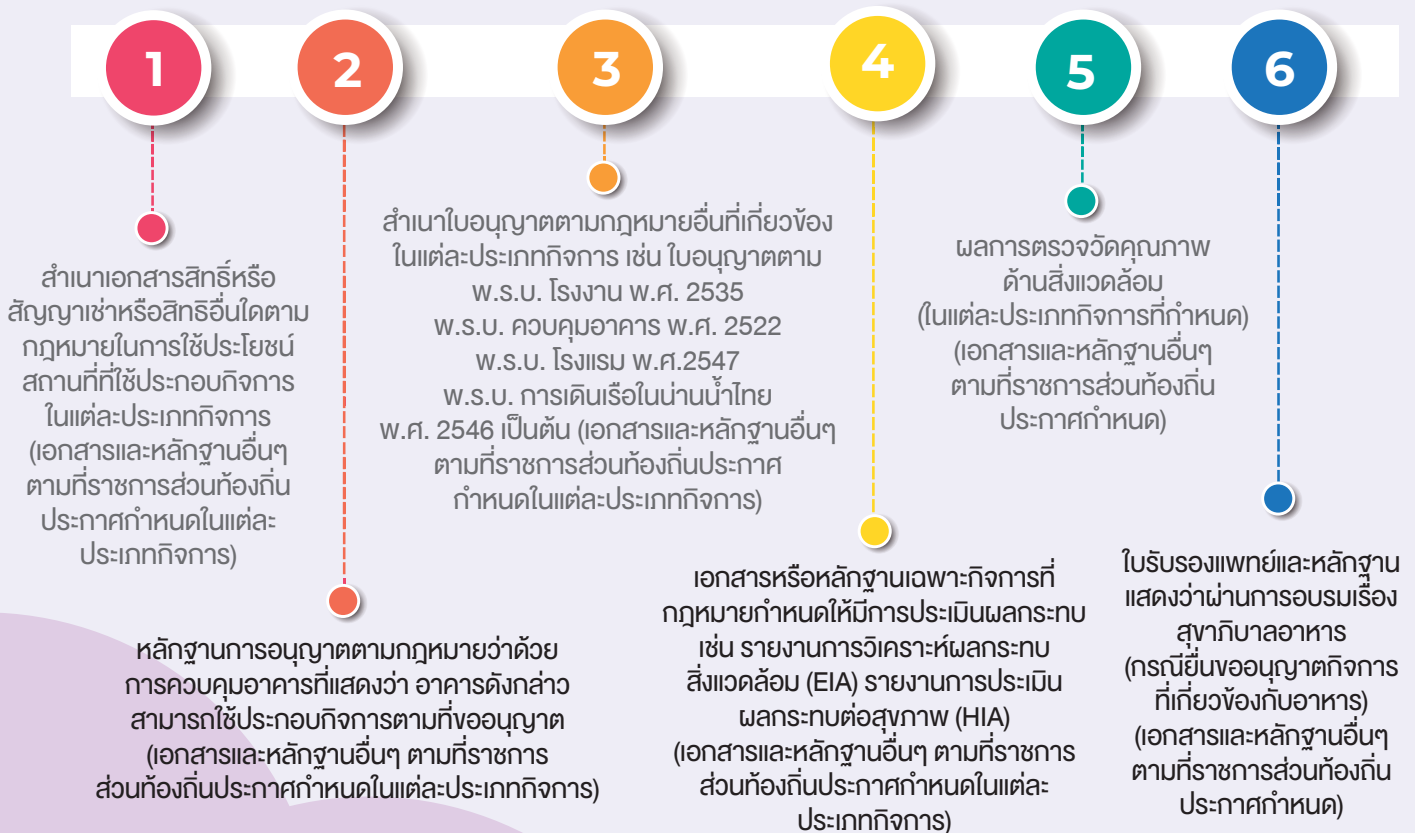 1
สำเนาเอกสารสิทธิ์หรือ
สัญญาเช่าหรือสิทธิอื่นใดตาม
กฎหมายในการใช้ประโยชน์
สถานที่ที่ใช้ประกอบกิจการ
ในแต่ละประเภทกิจการ
(เอกสารและหลักฐานอื่นๆ
ตามที่ราชการส่วนท้องถิ่น
ประกาศกำหนดในแต่ละ
ประเภทกิจการ)
2
หลักฐานการอนุญาตตามกฎหมายว่าด้วย
การควบคุมอาคารที่แสดงว่า อาคารดังกล่าว
สามารถใช้ประกอบกิจการตามที่ขออนุญาต
(เอกสารและหลักฐานอื่นๆ ตามที่ราชการ
ส่วนท้องถิ่นประกาศกำหนดในแต่ละประเภทกิจการ)
3
สำเนาใบอนุญาตตามกฎหมายอื่นที่เกี่ยวข้อง
ในแต่ละประเภทกิจการ เช่น ใบอนุญาตตาม
พ.ร.บ. โรงงาน พ.ศ. 2535
พ.ร.บ. ควบคุมอาคาร พ.ศ. 2522
พ.ร.บ. โรงแรม พ.ศ.2547
พ.ร.บ. การเดินเรือในน่านน้ำไทย
พ.ศ. 2546 เป็นต้น (เอกสารและหลักฐานอื่นๆ
ตามที่ราชการส่วนท้องถิ่นประกาศ
กำหนดในแต่ละประเภทกิจการ)
4
เอกสารหรือหลักฐานเฉพาะกิจการที่
กฎหมายกำหนดให้มีการประเมินผลกระทบ
เช่น รายงานการวิเคราะห์ผลกระทบ
สิ่งแวดล้อม (EIA) รายงานการประเมิน
ผลกระทบต่อสุขภาพ (HIA)
(เอกสารและหลักฐานอื่นๆ ตามที่ราชการ
ส่วนท้องถิ่นประกาศกำหนดในแต่ละ
ประเภทกิจการ)
5
ผลการตรวจวัดคุณภาพ
ด้านสิ่งแวดล้อม
(ในแต่ละประเภทกิจการที่กำหนด)
(เอกสารและหลักฐานอื่นๆ
ตามที่ราชการส่วนท้องถิ่น
ประกาศกำหนด)
6
ใบรับรองแพทย์และหลักฐาน
แสดงว่าผ่านการอบรมเรื่อง
สุขาภิบาลอาหาร
(กรณียื่นขออนุญาตกิจการ
ที่เกี่ยวข้องกับอาหาร)
(เอกสารและหลักฐานอื่นๆ
ตามที่ราชการส่วนท้องถิ่น
ประกาศกำหนด)